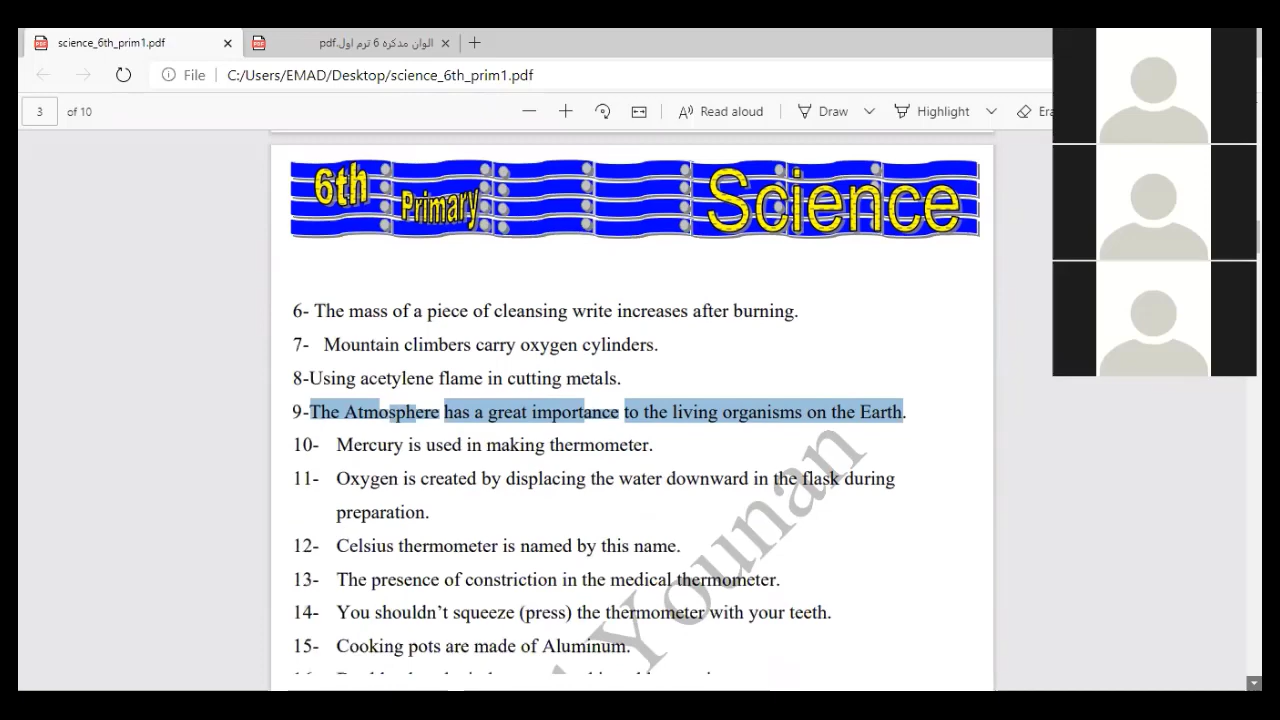 science_6th_prim1.pdf
الوان مذكره 6 ترم اول.pdf
File C:/Users/EMAD/Desktop/science_6th_prim1.pdf
3 of 10 Read aloud Draw Highlight
6th Primary Science
6- The mass of a piece of cleansing write increases after burning.
7- Mountain climbers carry oxygen cylinders.
8-Using acetylene flame in cutting metals.
9-The Atmosphere has a great importance to the living organisms on the Earth.
10- Mercury is used in making thermometer.
11- Oxygen is created by displacing the water downward in the flask during
preparation.
12- Celsius thermometer is named by this name.
13- The presence of constriction in the medical thermometer.
14- You shouldn't squeeze (press) the thermometer with your teeth.
15- Cooking pots are made of Aluminum.
Younan